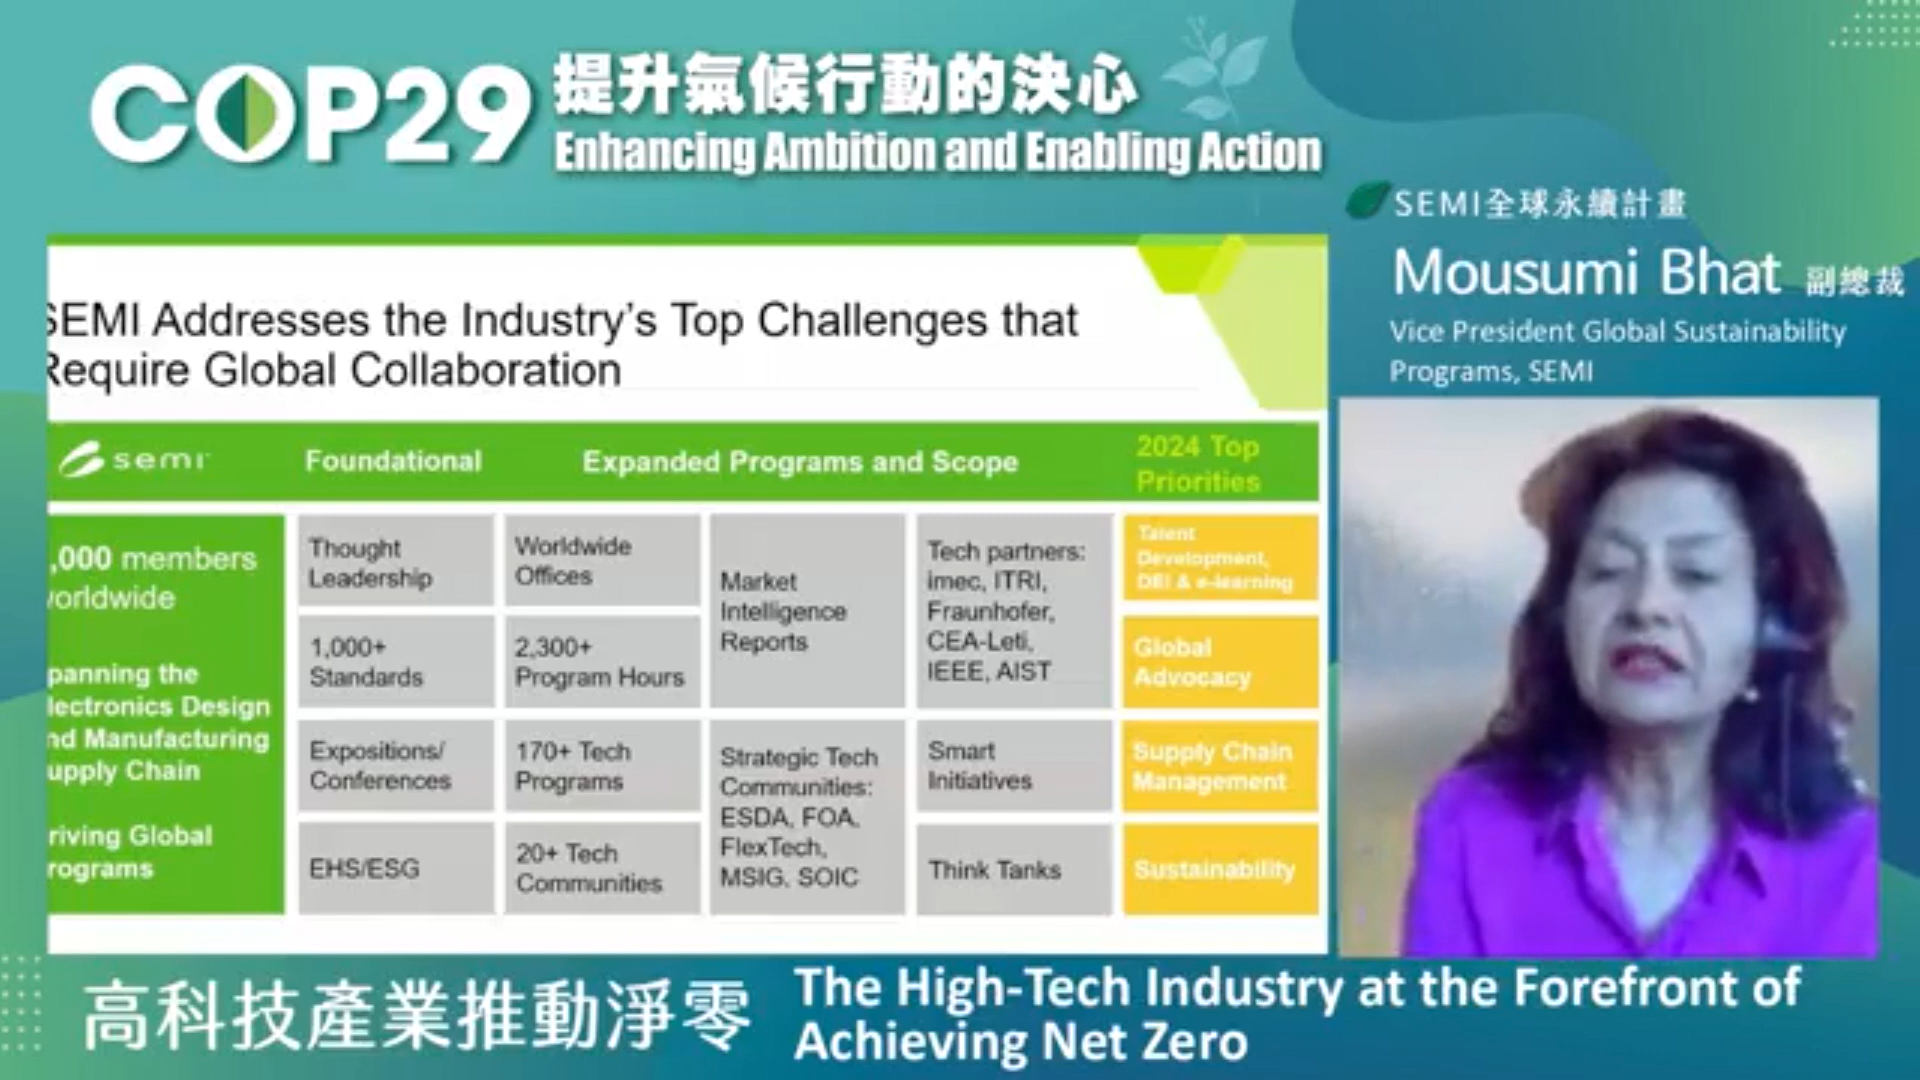 COP29
提升氣候行動的決心
Enhancing Ambition and Enabling Action
SEMI全球永續計畫
Mousumi Bhat 副總裁
Vice President Global Sustainability
Programs, SEMI
SEMI Addresses the Industry's Top Challenges that
Require Global Collaboration
semi
Foundational
Expanded Programs and Scope
2024 Top
Priorities
,000 members
orldwide
panning the
lectronics Design
nd Manufacturing
upply Chain
riving Global
rograms
Thought
Leadership
1,000+
Standards
Expositions/
Conferences
EHS/ESG
Worldwide
Offices
2,300+
Program Hours
170+ Tech
Programs
20+ Tech
Communities
Market
Intelligence
Reports
Strategic Tech
Communities:
ESDA, FOA,
FlexTech,
MSIG, SOIC
Tech partners:
imec, ITRI,
Fraunhofer,
CEA-Leti,
IEEE, AIST
Smart
Initiatives
Think Tanks
Talent
Development,
DEI & e-learning
Global
Advocacy
Supply Chain
Management
Sustainability
高科技產業推動淨零
The High-Tech Industry at the Forefront of
Achieving Net Zero